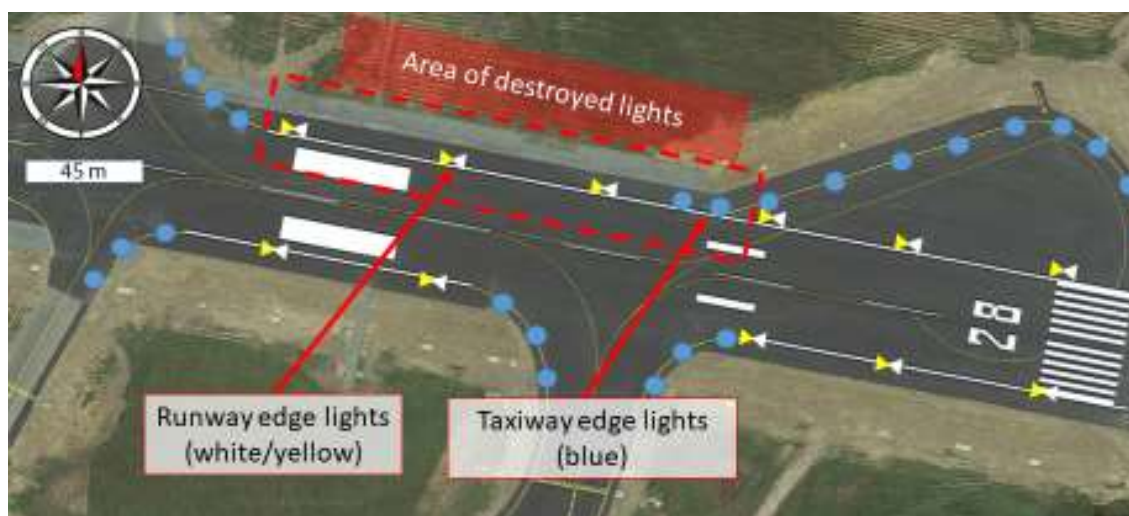 Area of destroyed lights
45 m
28
Runway edge lights
(white/yellow)
Taxiway edge lights
(blue)